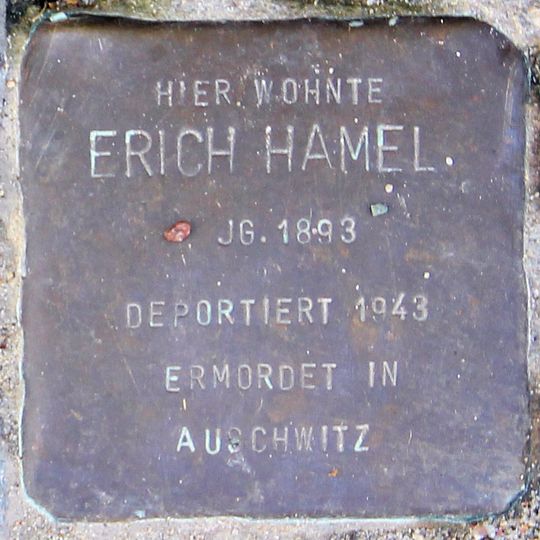 HIER WOHNTE
ERICH HAMEL
JG. 1893
DEPORTIERT 1943
ERMORDET IN
AUSCHWITZ